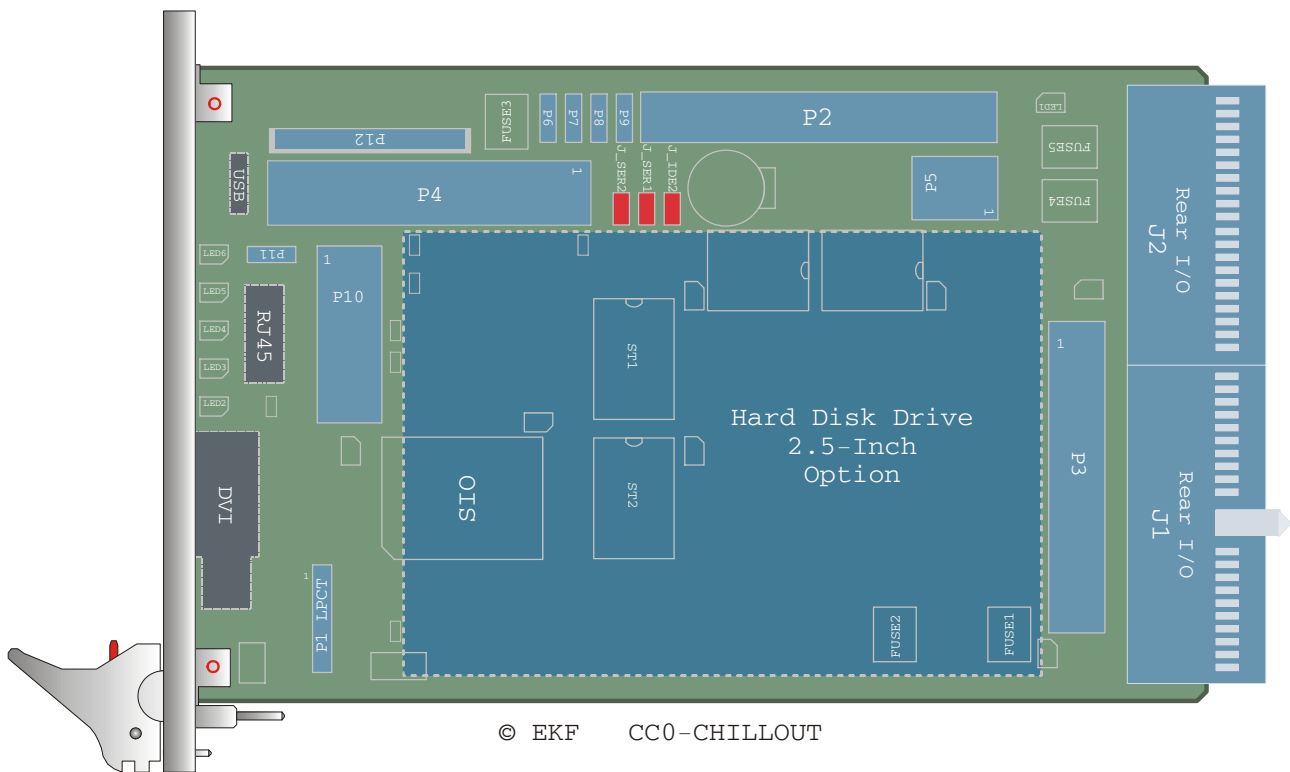 FUSE3
P6
P7
P8
P9
P2
LED1
FUSE5
FUSE4
P12
J_SER2
J_SER1
J_IDE2
USB
P4
1
P5
1
Rear I/O
J2
LED6
LED5
LED4
LED3
LED2
P11
RJ45
1
P10
ST1
ST2
Hard Disk Drive
2.5-Inch
Option
1
P3
Rear I/O
J1
DVI
SIO
1
P1 LPCT
FUSE2
FUSE1
© EKF CC0-CHILLOUT